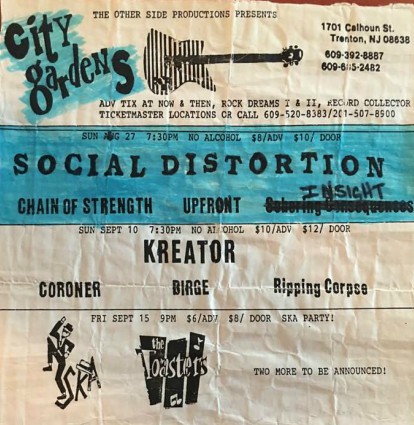 THE OTHER SIDE PRODUCTIONS PRESENTS
City gardens
1701 Calhoun St.
Trenton, NJ 08638
609-392-8887
ADV TIX AT NOW & THEN, ROCK DREAMS I & II, RECORD COLLECTOR
TICKETMASTER LOCATIONS OR CALL 609-520-8383/201-507-8900
SUN AUG 27 7:30PM NO ALCOHOL $8/ADV $10/ DOOR
SOCIAL DISTORTION
INSIGHT
CHAIN OF STRENGTH UPFRONT Sobering Consequences
SUN SEPT 10 7:30PM NO ALCOHOL $10/ADV $12/ DOOR
KREATOR
CORONER BIRGE Ripping Corpse
FRI SEPT 15 9PM $6/ADV $8/ DOOR SKA PARTY!
SKA
the Toasters
TWO MORE TO BE ANNOUNCED!